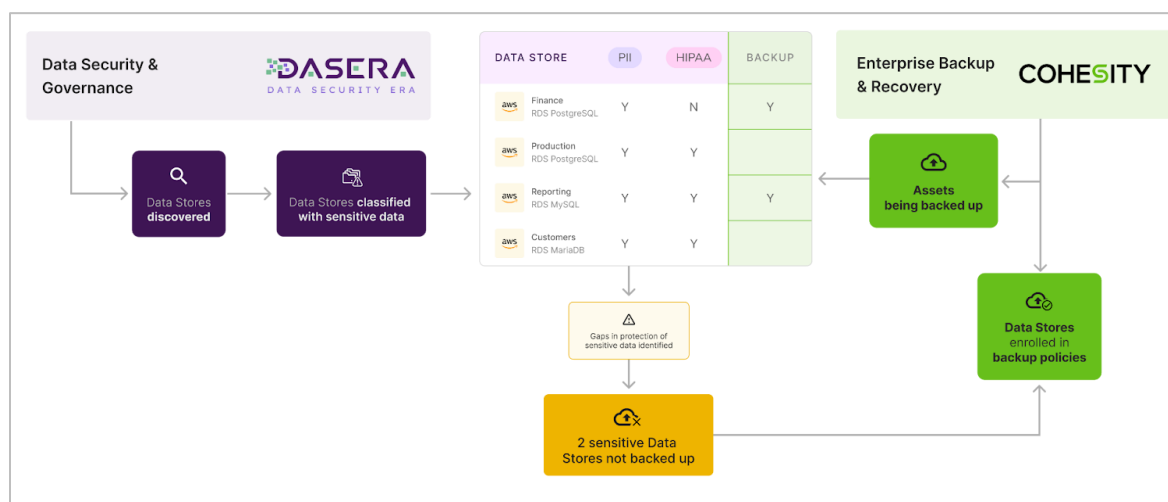 Data Security &
Governance
DASERA
DATA SECURITY ERA
Data Stores
discovered
Data Stores classified
with sensitive data
DATA STORE PII HIPAA BACKUP
aws Finance
RDS PostgreSQL Y N Y
aws Production
RDS PostgreSQL Y Y
aws Reporting
RDS MySQL Y Y Y
aws Customers
RDS MariaDB Y Y
Gaps in protection of
sensitive data identified
2 sensitive Data
Stores not backed up
Enterprise Backup
& Recovery
COHESITY
Assets
being backed up
Data Stores
enrolled in
backup policies